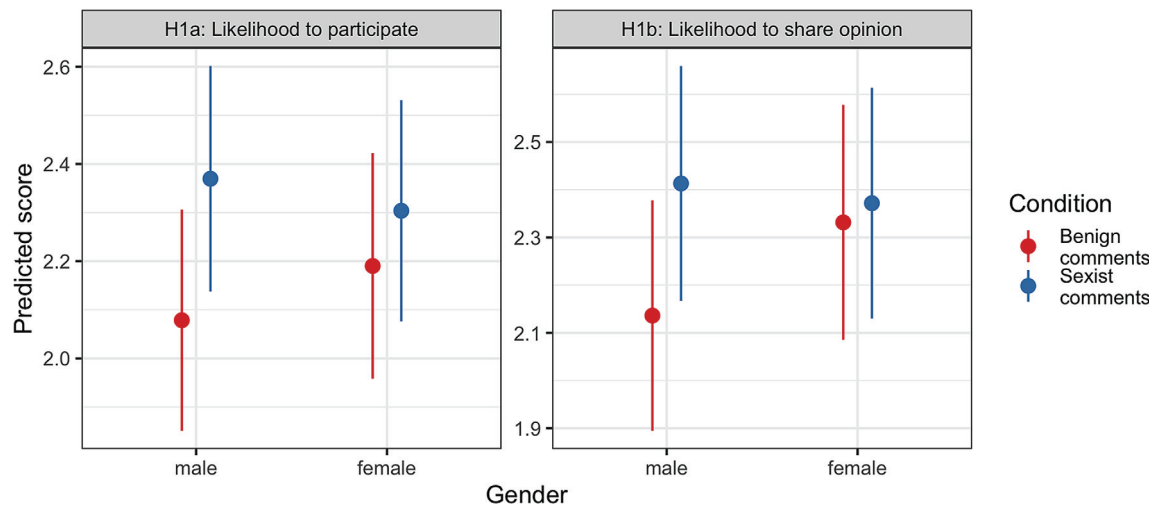 H1a: Likelihood to participate
H1b: Likelihood to share opinion
Predicted score
2.6
2.4
2.2
2.0
2.5
2.3
2.1
1.9
male
female
male
female
Gender
Condition
Benign
comments
Sexist
comments